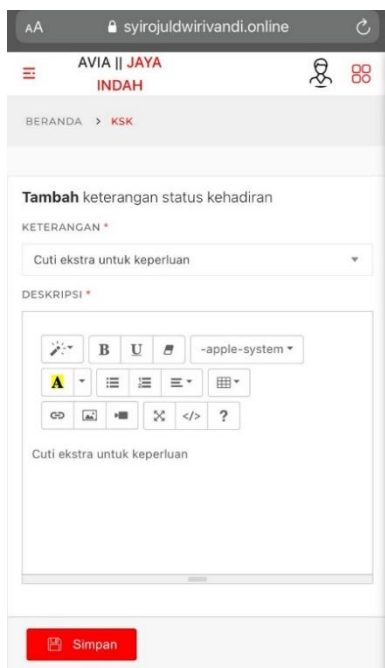 AA syirojuldwirivandi.online
AVIA || JAYA
INDAH
BERANDA > KSK
Tambah keterangan status kehadiran
KETERANGAN *
Cuti ekstra untuk keperluan
DESKRIPSI *
B U -apple-system
A
</> ?
Cuti ekstra untuk keperluan
Simpan